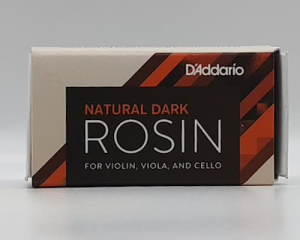 D'Addario
NATURAL DARK
ROSIN
FOR VIOLIN, VIOLA, AND CELLO